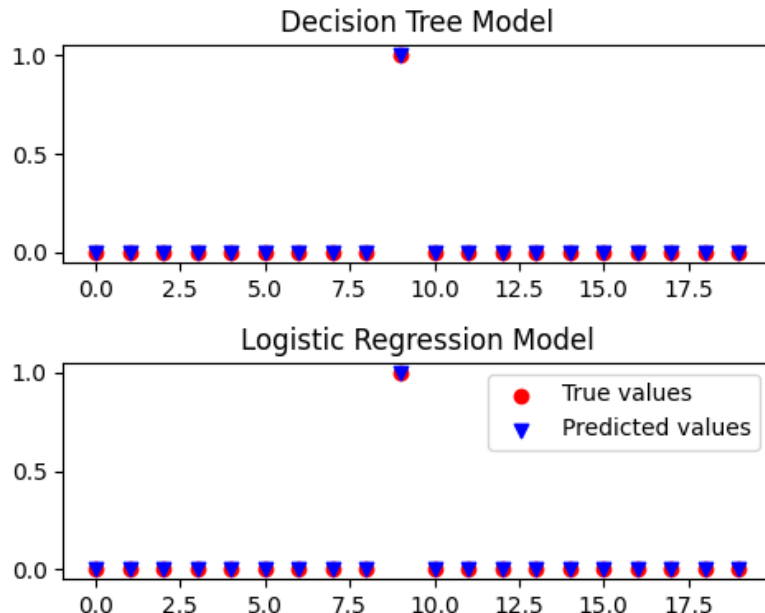 Decision Tree Model
1.0
0.5
0.0
0.0 2.5 5.0 7.5 10.0 12.5 15.0 17.5
Logistic Regression Model
1.0
True values
Predicted values
0.5
0.0
0.0 2.5 5.0 7.5 10.0 12.5 15.0 17.5